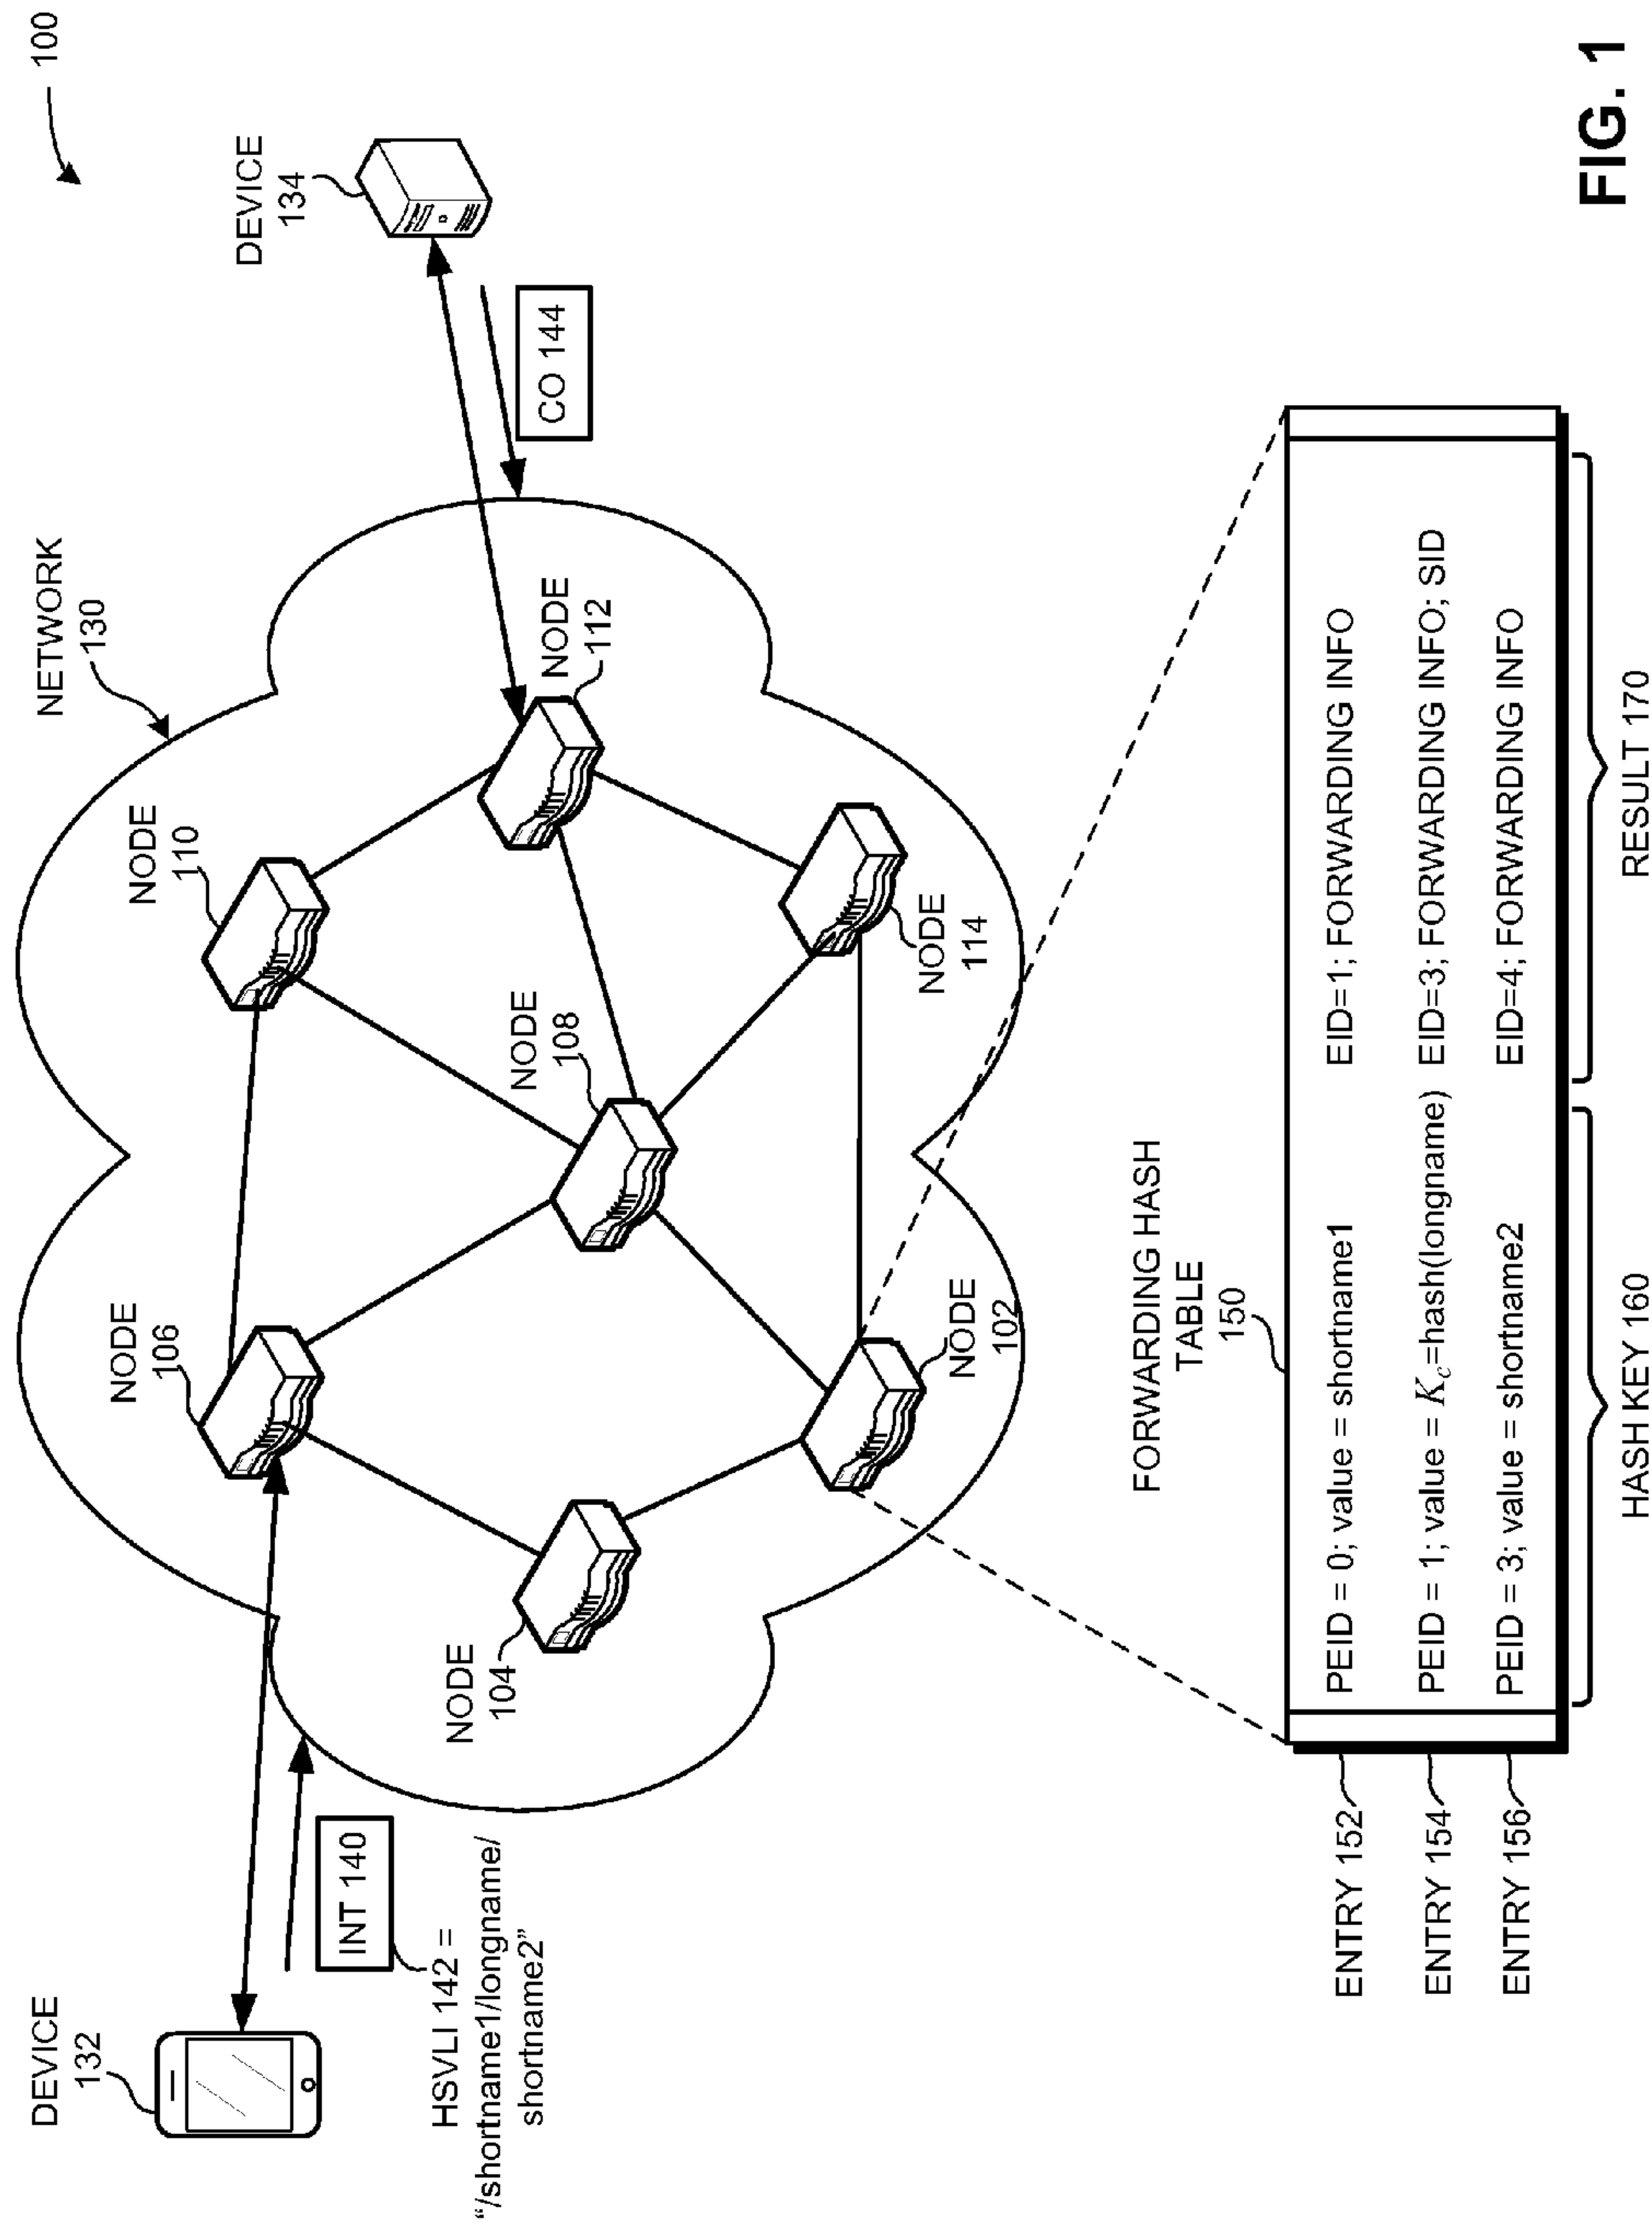 100
NETWORK
130
DEVICE
132
DEVICE
134
NODE
106
NODE
110
NODE
104
NODE
108
NODE
112
NODE
102
NODE
114
INT 140
HSVLI 142 =
“/shortname1/longname/
shortname2”
CO 144
FORWARDING HASH
TABLE
150
ENTRY 152
PEID = 0; value = shortname1
EID=1; FORWARDING INFO
ENTRY 154
PEID = 1; value = K_c=hash(longname)
EID=3; FORWARDING INFO; SID
ENTRY 156
PEID = 3; value = shortname2
EID=4; FORWARDING INFO
HASH KEY 160
RESULT 170
FIG. 1